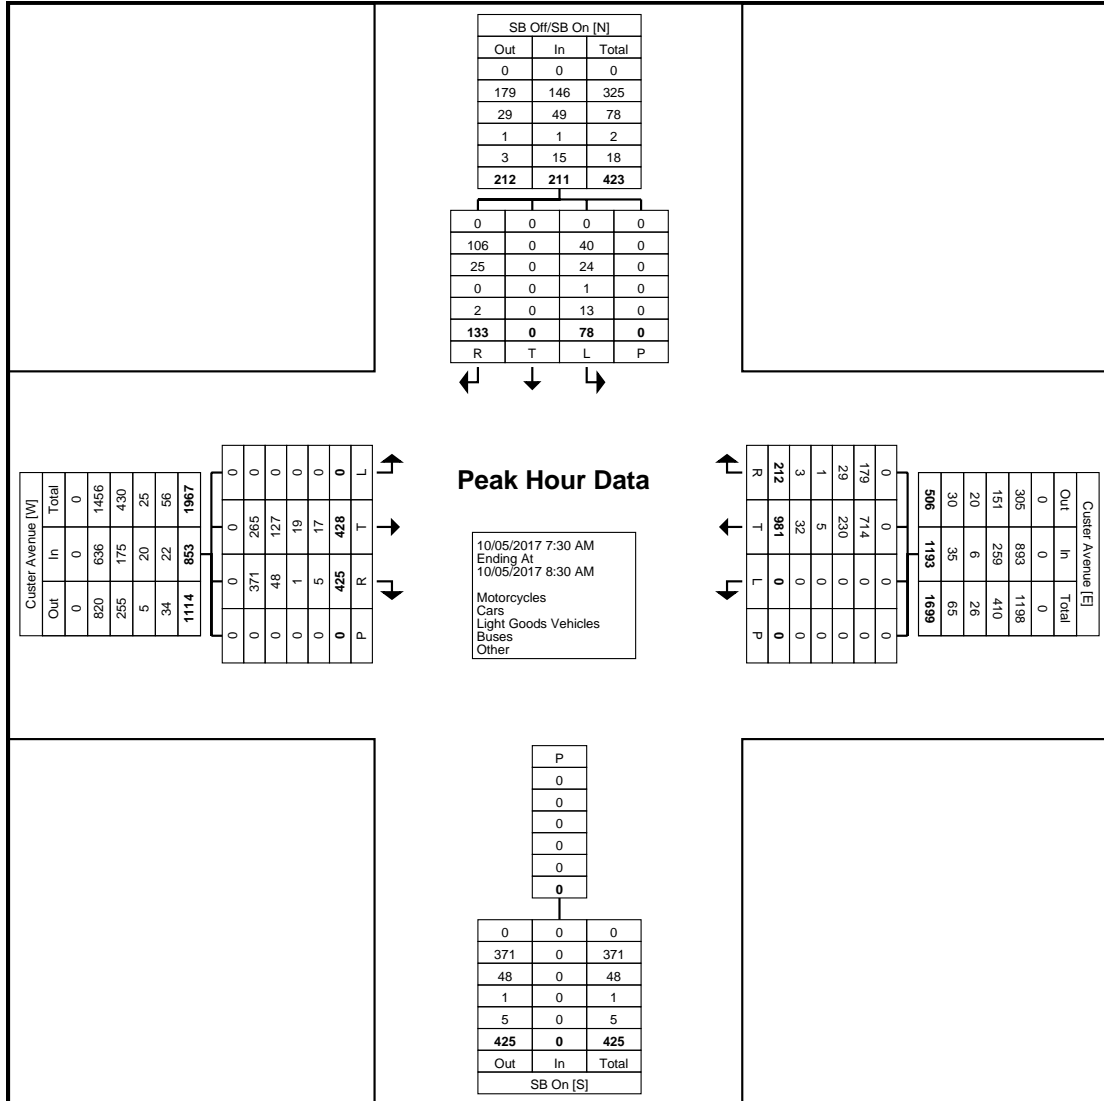 SB Off/SB On [N]
Out In Total
0 0 0
179 146 325
29 49 78
1 1 2
3 15 18
212 211 423
0 0 0 0
106 0 40 0
25 0 24 0
0 0 1 0
2 0 13 0
133 0 78 0
R T L P
Custer Avenue [W]
Total In Out
0 0 0
1456 636 820
430 175 255
25 20 5
56 22 34
1967 853 1114
0 0 0 0
0 265 371 0
0 127 48 0
0 19 1 0
0 17 5 0
0 428 425 0
L T R P
Peak Hour Data
10/05/2017 7:30 AM
Ending At
10/05/2017 8:30 AM
Motorcycles
Cars
Light Goods Vehicles
Buses
Other
R T L P
212 981 0 0
3 32 0 0
1 5 0 0
29 230 0 0
179 714 0 0
0 0 0 0
Custer Avenue [E]
Out In Total
0 0 0
305 893 1198
151 259 410
20 6 26
30 35 65
506 1193 1699
P
0
0
0
0
0
0
0 0 0
371 0 371
48 0 48
1 0 1
5 0 5
425 0 425
Out In Total
SB On [S]